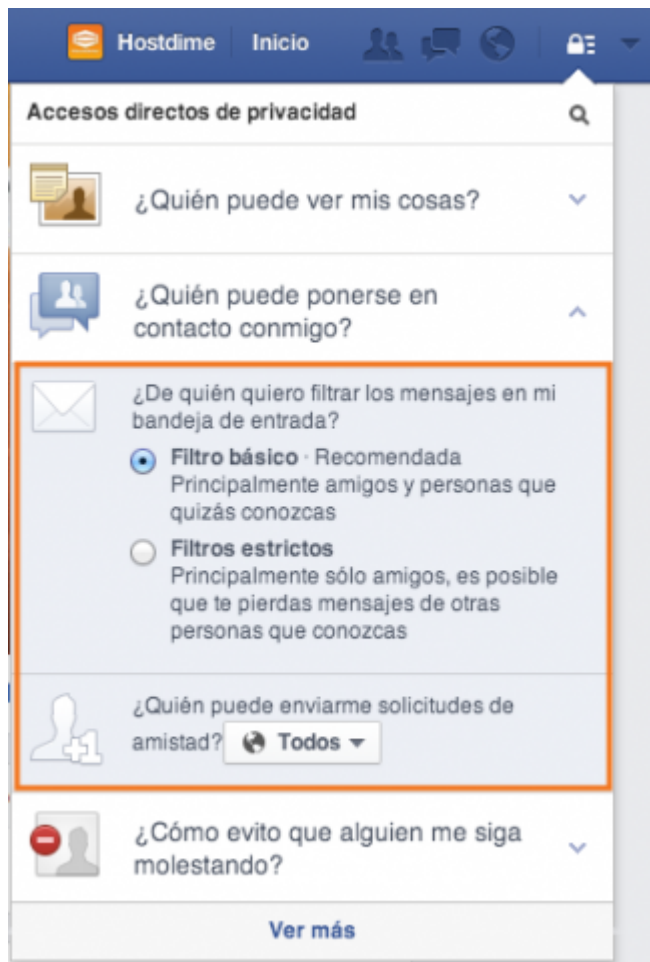 Hostdime Inicio
Accesos directos de privacidad
¿Quién puede ver mis cosas?
¿Quién puede ponerse en
contacto conmigo?
¿De quién quiero filtrar los mensajes en mi
bandeja de entrada?
Filtro básico · Recomendada
Principalmente amigos y personas que
quizás conozcas
Filtros estrictos
Principalmente sólo amigos, es posible
que te pierdas mensajes de otras
personas que conozcas
+1
¿Quién puede enviarme solicitudes de
amistad? Todos
¿Cómo evito que alguien me siga
molestando?
Ver más